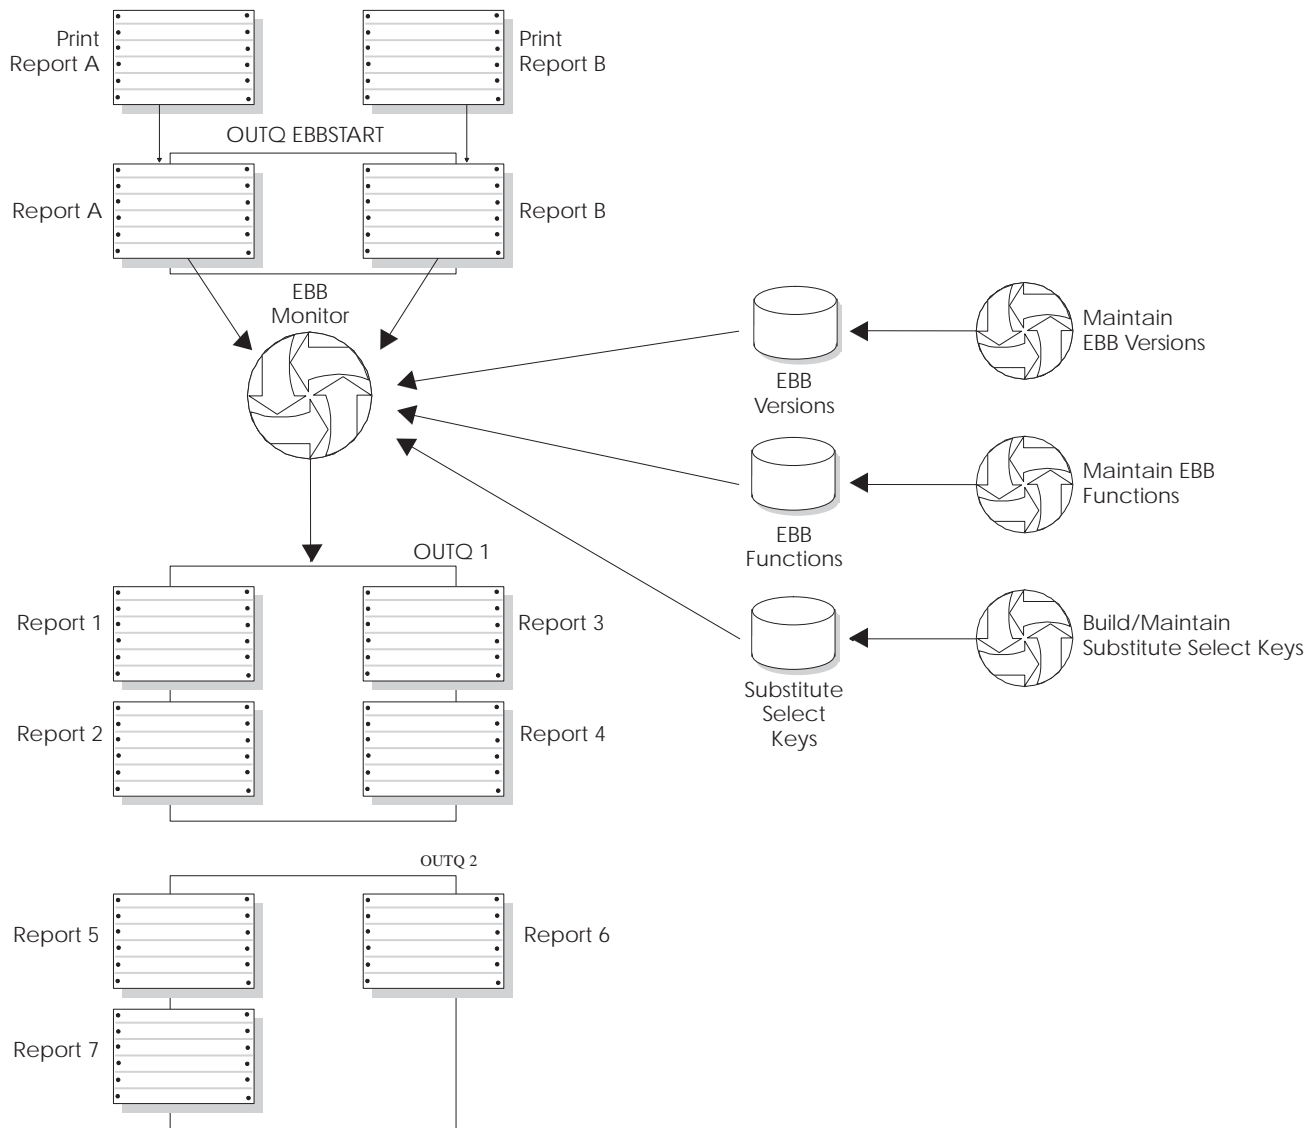 Print
Report A
Print
Report B
OUTQ EBBSTART
Report A
Report B
EBB
Monitor
EBB
Versions
Maintain
EBB Versions
EBB
Functions
Maintain EBB
Functions
Substitute
Select
Keys
Build/Maintain
Substitute Select Keys
OUTQ 1
Report 1
Report 3
Report 2
Report 4
OUTQ 2
Report 5
Report 6
Report 7